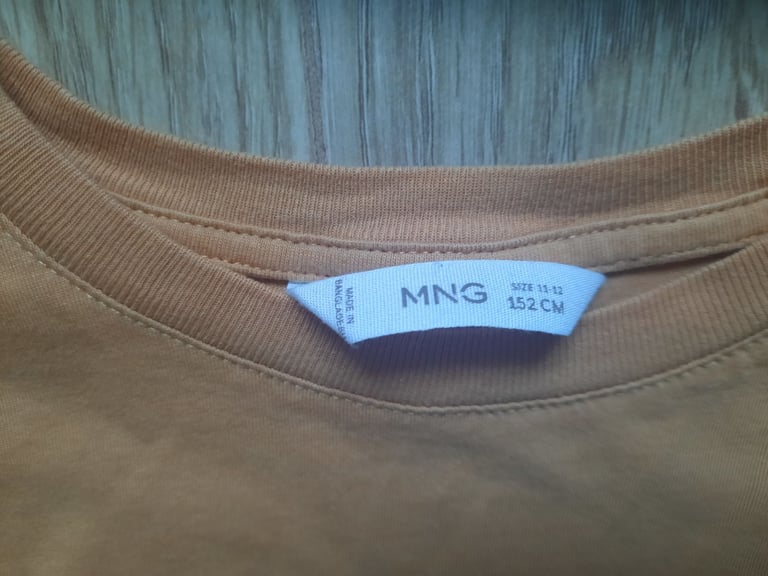 MADE IN
BANGLADESH
MNG
SIZE 11-12
152 CM